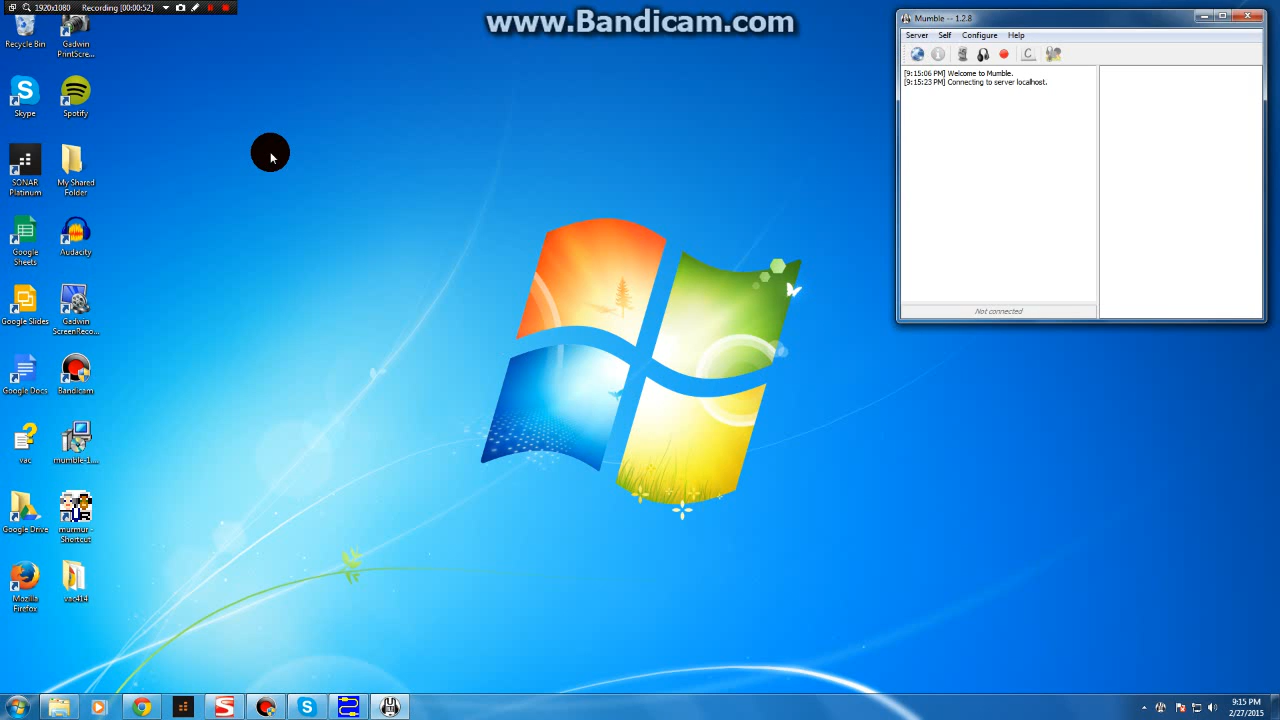 1920x1080 Recording [00:00:52]
www.Bandicam.com
Recycle Bin
Gadwin PrintScre...
Skype
Spotify
SONAR Platinum
My Shared Folder
Google Sheets
Audacity
Google Slides
Gadwin ScreenReco...
Google Docs
Bandicam
vac
mumble-1....
Google Drive
murmur - Shortcut
Mozilla Firefox
vac414
Mumble -- 1.2.8
Server Self Configure Help
[9:15:06 PM] Welcome to Mumble.
[9:15:23 PM] Connecting to server localhost.
Not connected
9:15 PM
2/27/2015